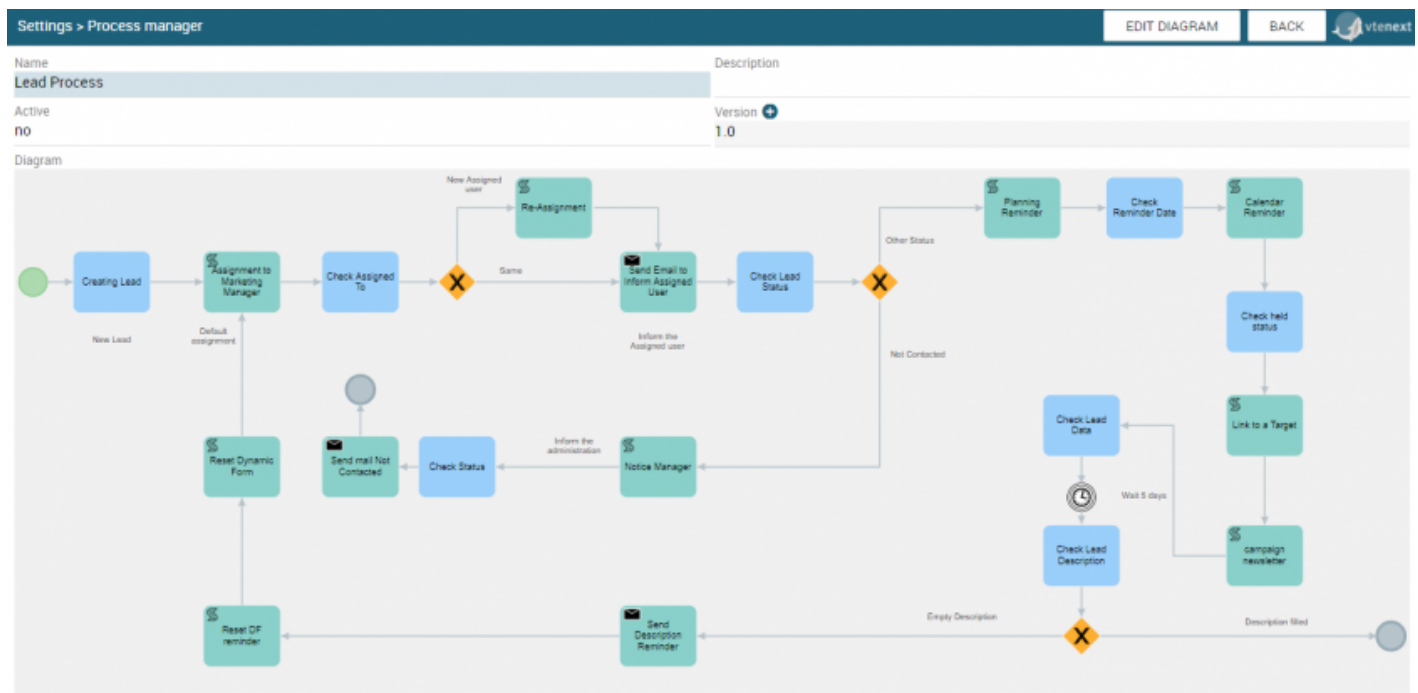 Settings > Process manager
EDIT DIAGRAM
BACK
vtenext
Name
Description
Lead Process
Active
Version
no
1.0
Diagram
New Assigned
user
Re-Assignment
Planning
Reminder
Check
Reminder Date
Calendar
Reminder
Other Status
Creating Lead
Assignment to
Marketing
Manager
Check Assigned
To
X
Same
Send Email to
Inform Assigned
User
Check Lead
Status
X
New Lead
Default
assignment
Inform the
Assigned user
Check held
status
Not Contacted
Check Lead
Data
Link to a Target
Reset Dynamic
Form
Send mail Not
Contacted
Check Status
Inform the
administration
Notice Manager
Wait 5 days
Check Lead
Description
campaign
newsletter
Reset DF
reminder
Send
Description
Reminder
Empty Description
X
Description filled